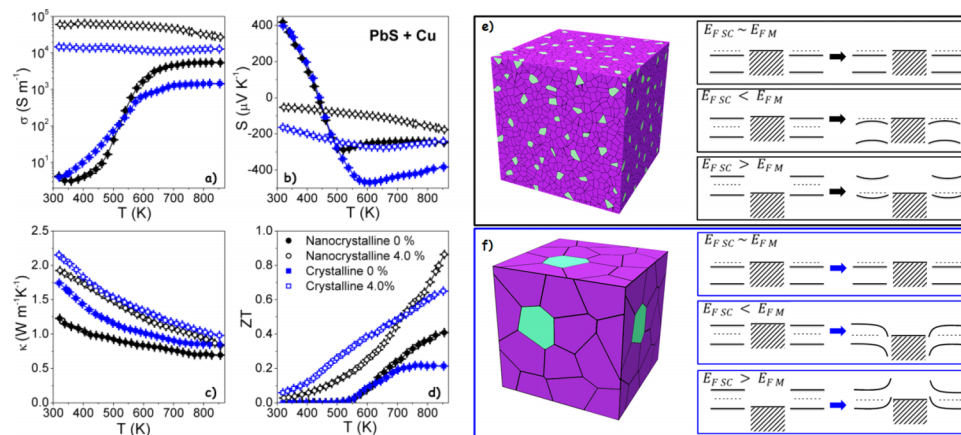 10⁵
10⁴
10³
10²
10¹
σ (S m⁻¹)
a)
300 400 500 600 700 800
T (K)
PbS + Cu
400
200
0
-200
-400
S (μV K⁻¹)
b)
300 400 500 600 700 800
T (K)
2.5
2.0
1.5
1.0
0.5
0.0
κ (W m⁻¹K⁻¹)
c)
300 400 500 600 700 800
T (K)
Nanocrystalline 0 %
Nanocrystalline 4.0 %
Crystalline 0 %
Crystalline 4.0%
1.0
0.8
0.6
0.4
0.2
0.0
ZT
d)
300 400 500 600 700 800
T (K)
e)
E_F SC ~ E_F M
E_F SC < E_F M
E_F SC > E_F M
f)
E_F SC ~ E_F M
E_F SC < E_F M
E_F SC > E_F M